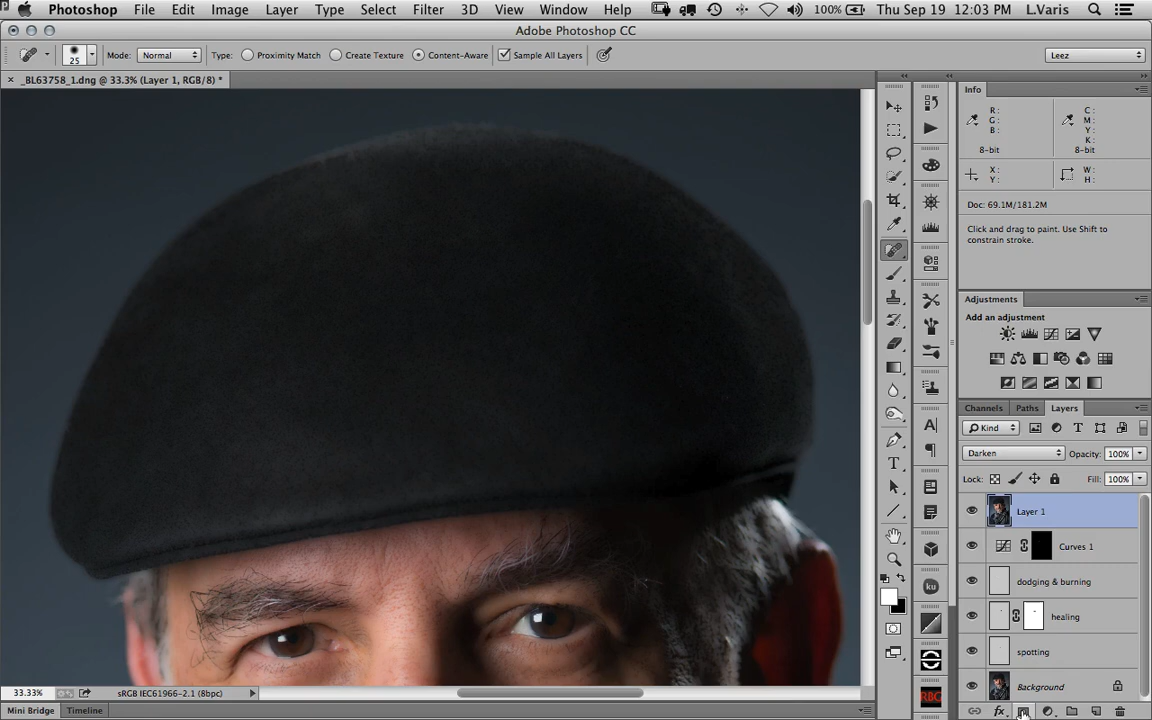 Photoshop File Edit Image Layer Type Select Filter 3D View Window Help 100% Thu Sep 19 12:03 PM L.Varis
Adobe Photoshop CC
25 Mode: Normal Type: Proximity Match Create Texture Content-Aware Sample All Layers Leez
_BL63758_1.dng @ 33.3% (Layer 1, RGB/8) *
Info
R: C:
G: M:
B: Y:
K:
8-bit 8-bit
X: W:
Y: H:
Doc: 69.1M/181.2M
Click and drag to paint. Use Shift to
constrain stroke.
Adjustments
Add an adjustment
Channels Paths Layers
Kind T
Darken Opacity: 100%
Lock: Fill: 100%
Layer 1
Curves 1
dodging & burning
healing
spotting
Background
fx
A
T
ku
RBG
33.33% sRGB IEC61966-2.1 (8bpc)
Mini Bridge Timeline